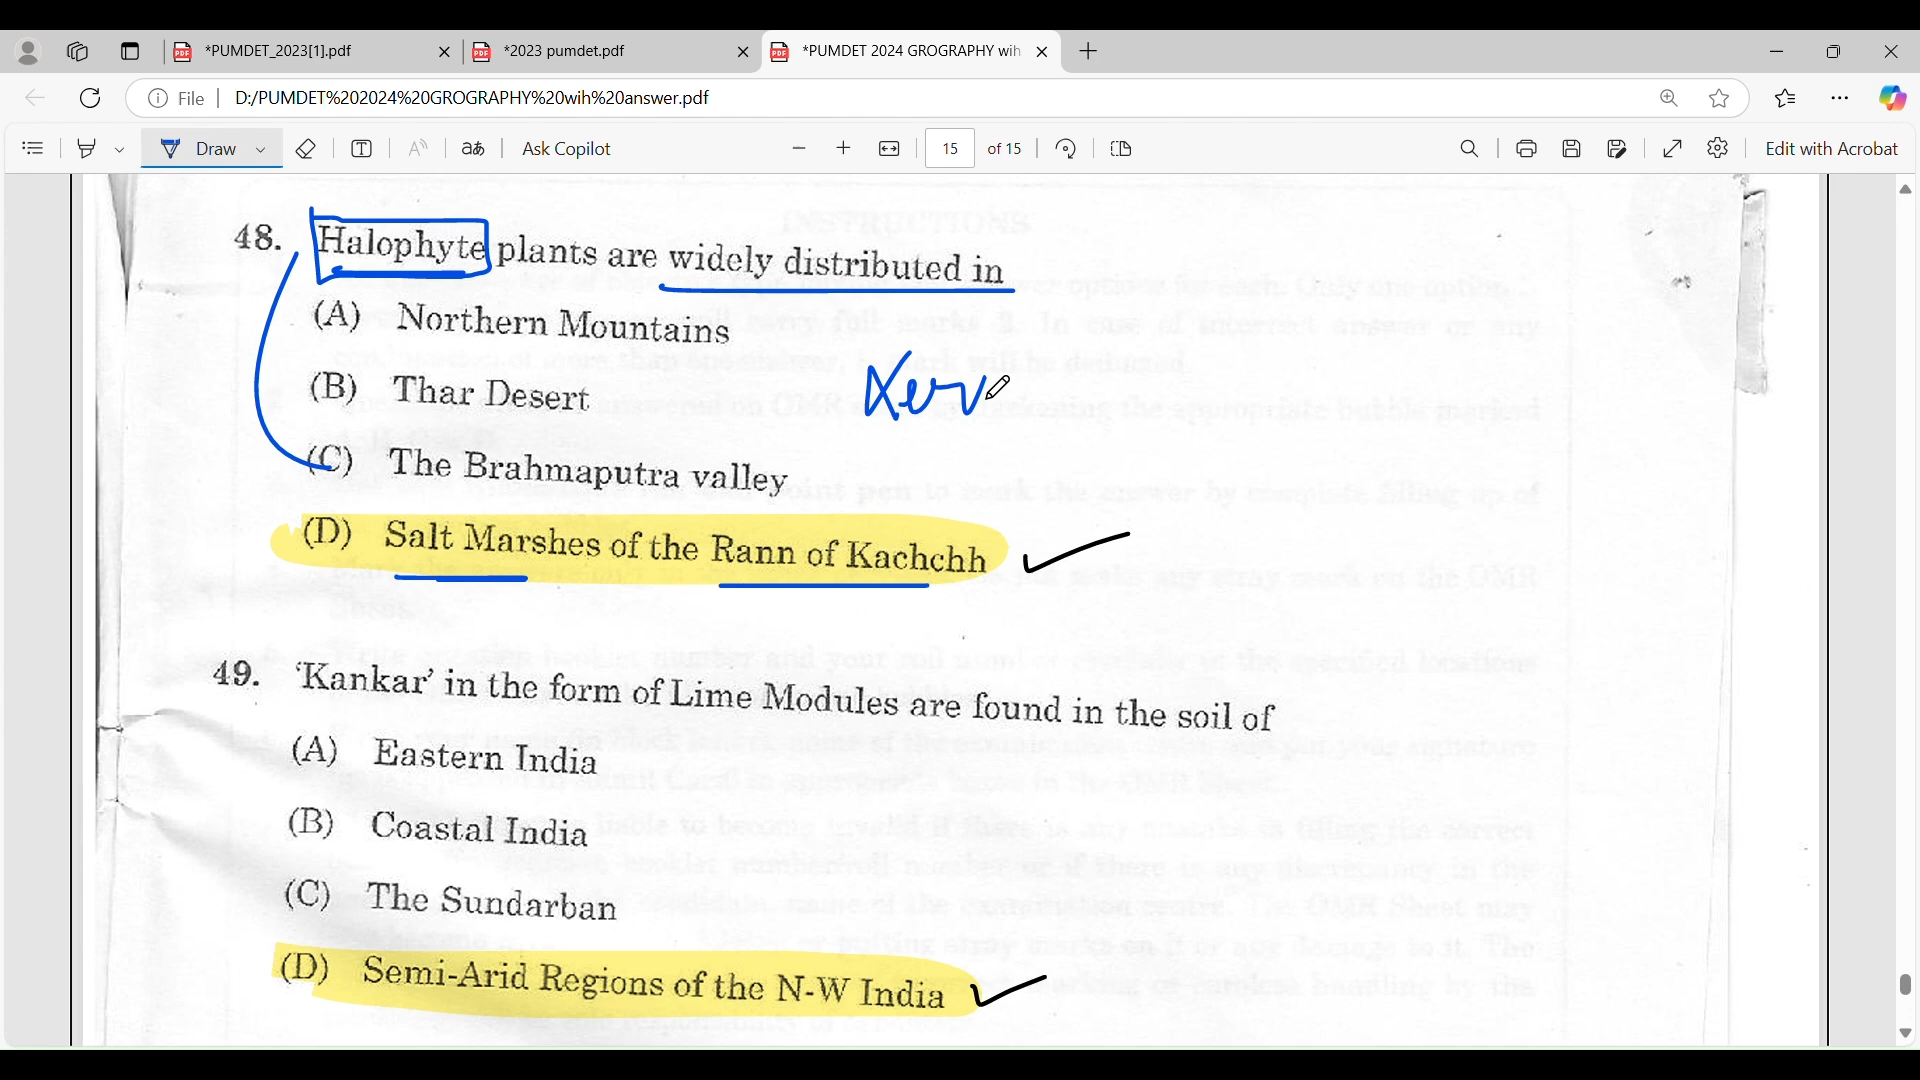 *PUMDET_2023[1].pdf
*2023 pumdet.pdf
*PUMDET 2024 GROGRAPHY wih
File
D:/PUMDET%202024%20GROGRAPHY%20wih%20answer.pdf
Draw
Ask Copilot
15 of 15
Edit with Acrobat
INSTRUCTIONS
48. Halophyte plants are widely distributed in
(A) Northern Mountains
(B) Thar Desert
Xerv
(C) The Brahmaputra valley
(D) Salt Marshes of the Rann of Kachchh
49. 'Kankar' in the form of Lime Modules are found in the soil of
(A) Eastern India
(B) Coastal India
(C) The Sundarban
(D) Semi-Arid Regions of the N-W India